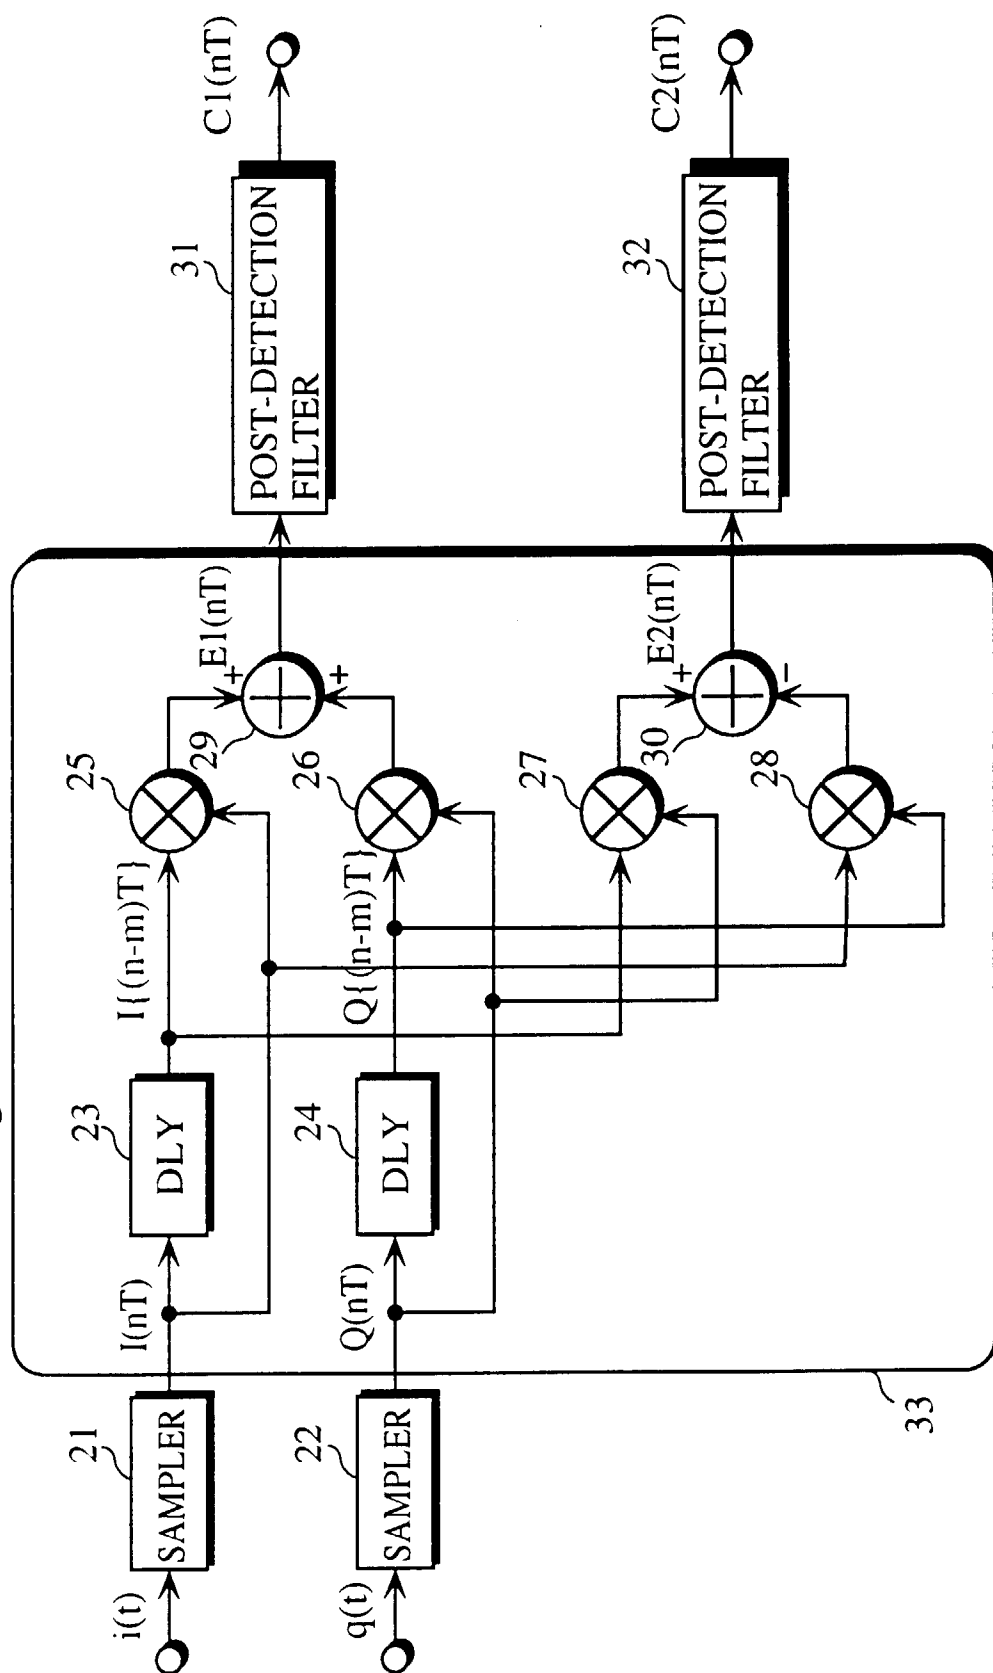 i(t)
21
SAMPLER
I(nT)
23
DLY
I{(n-m)T}
25
29
+
+
E1(nT)
31
POST-DETECTION
FILTER
C1(nT)
q(t)
22
SAMPLER
Q(nT)
24
DLY
Q{(n-m)T}
26
27
30
+
-
E2(nT)
28
32
POST-DETECTION
FILTER
C2(nT)
33